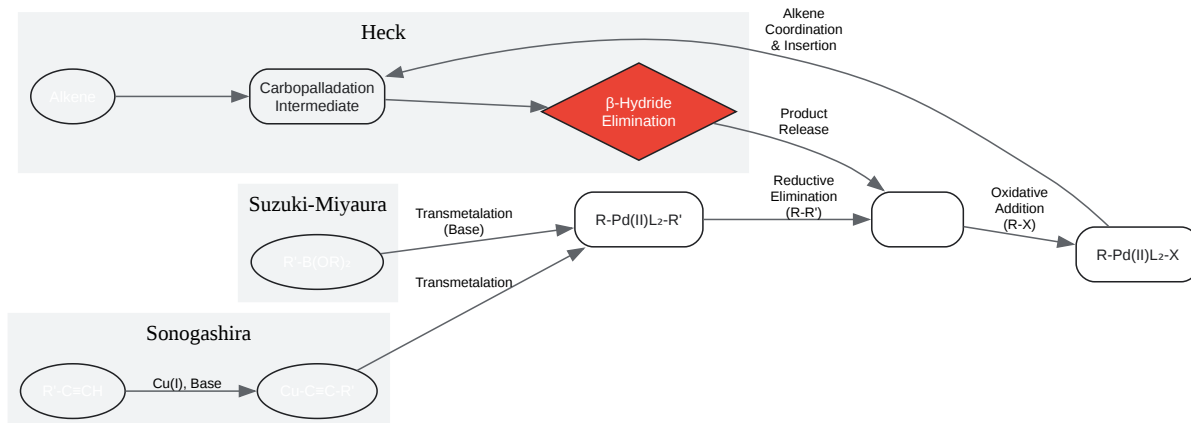 Heck
Alkene
Coordination
& Insertion
Alkene
Carbopalladation
Intermediate
β-Hydride
Elimination
Product
Release
Suzuki-Miyaura
R'-B(OR)₂
Transmetalation
(Base)
R-Pd(II)L₂-R'
Reductive
Elimination
(R-R')
Oxidative
Addition
(R-X)
R-Pd(II)L₂-X
Transmetalation
Sonogashira
R'-C≡CH
Cu(I), Base
Cu-C≡C-R'